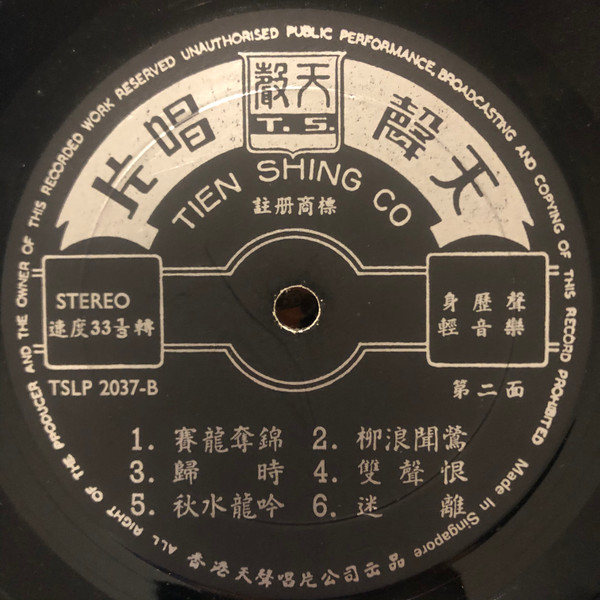 ALL RIGHT OF THE PRODUCER AND THE OWNER OF THIS RECORDED WORK RESERVED UNAUTHORISED PUBLIC PERFORMANCE, BROADCASTING AND COPYING OF THIS RECORD PROHIBITED Made In Singapore
天聲
T. S.
天聲唱片
TIEN SHING CO
註册商標
STEREO
速度33⅓轉
身歷聲
輕音樂
TSLP 2037-B
第二面
1. 賽龍奪錦 2. 柳浪聞鶯
3. 歸時 4. 雙聲恨
5. 秋水龍吟 6. 迷離
香港天聲唱片公司出品